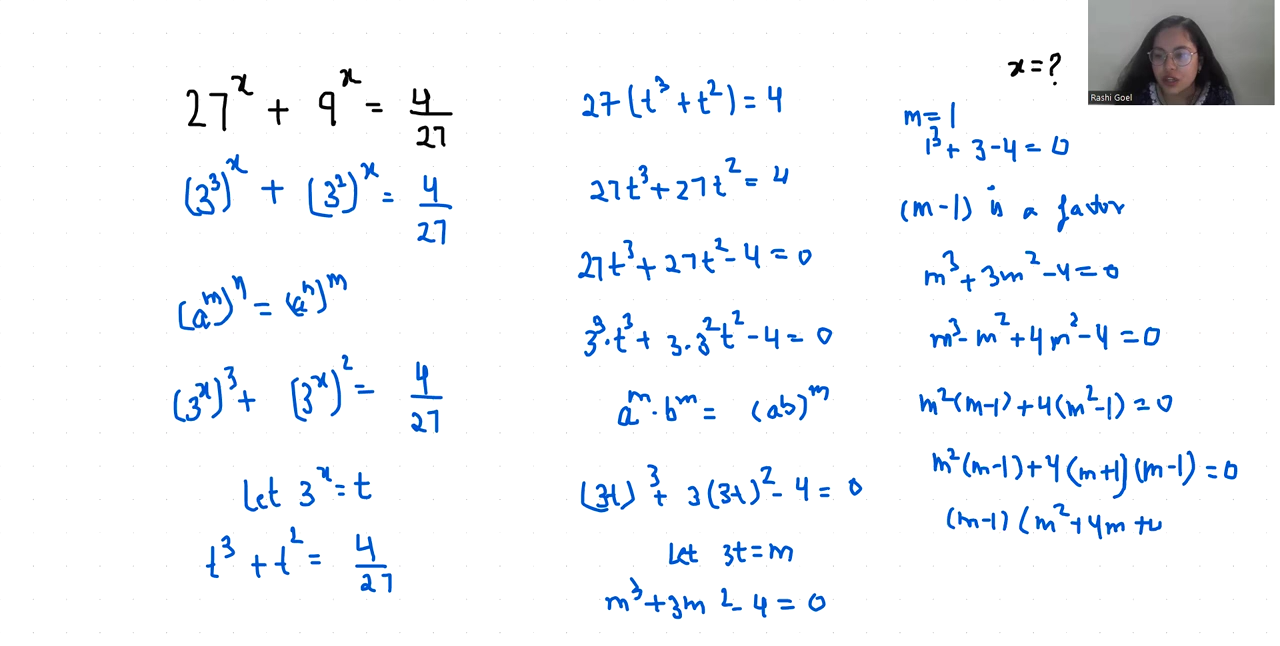 27^x + 9^x = 4/27
(3^3)^x + (3^2)^x = 4/27
(a^m)^n = (a^n)^m
(3^x)^3 + (3^x)^2 = 4/27
Let 3^x = t
t^3 + t^2 = 4/27
27(t^3 + t^2) = 4
27t^3 + 27t^2 = 4
27t^3 + 27t^2 - 4 = 0
3^3·t^3 + 3·3^2t^2 - 4 = 0
a^m·b^m = (ab)^m
(3t)^3 + 3(3t)^2 - 4 = 0
Let 3t = m
m^3 + 3m^2 - 4 = 0
x = ?
m = 1
1^3 + 3 - 4 = 0
(m-1) is a factor
m^3 + 3m^2 - 4 = 0
m^3 - m^2 + 4m^2 - 4 = 0
m^2(m-1) + 4(m^2-1) = 0
m^2(m-1) + 4(m+1)(m-1) = 0
(m-1)(m^2 + 4m +
Rashi Goel